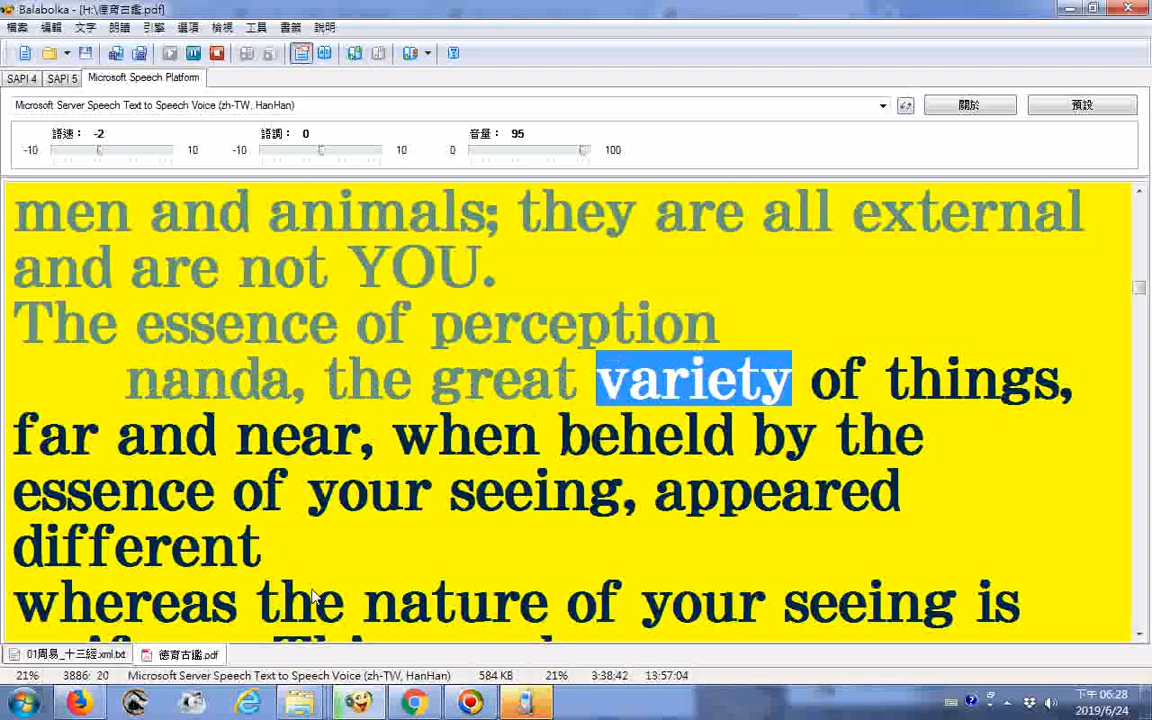 Balabolka - [H:\德育古鑑.pdf]
檔案 編輯 文字 朗讀 引擎 選項 檢視 工具 書籤 說明
SAPI 4 SAPI 5 Microsoft Speech Platform
Microsoft Server Speech Text to Speech Voice (zh-TW, HanHan) 關於 預設
語速： -2 語調： 0 音量： 95
-10 10 -10 10 0 100
men and animals; they are all external
and are not YOU.
The essence of perception
nanda, the great variety of things,
far and near, when beheld by the
essence of your seeing, appeared
different
whereas the nature of your seeing is
01周易_十三經.xml.txt 德育古鑑.pdf
21% 3886: 20 Microsoft Server Speech Text to Speech Voice (zh-TW, HanHan) 584 KB 21% 3:38:42 13:57:04
下午 06:28
2019/6/24